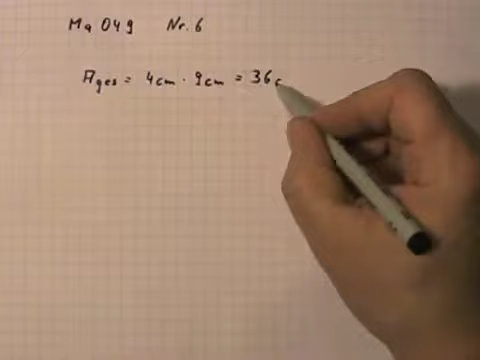 Ma 049 Nr. 6
Ages = 4cm · 9cm = 36c